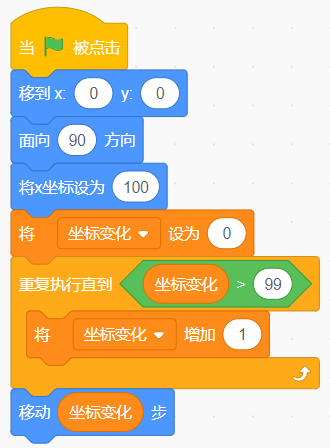 当 被点击
移到 x: 0 y: 0
面向 90 方向
将x坐标设为 100
将 坐标变化 设为 0
重复执行直到 坐标变化 > 99
将 坐标变化 增加 1
移动 坐标变化 步